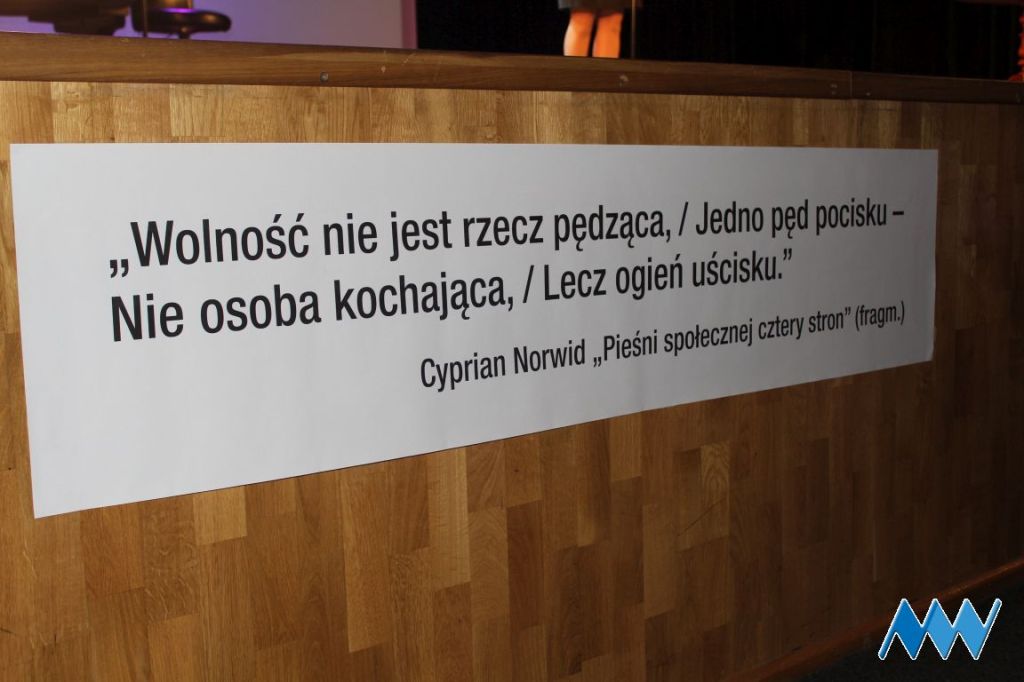 „Wolność nie jest rzecz pędząca, / Jedno pęd pocisku –
Nie osoba kochająca, / Lecz ogień uścisku.”
Cyprian Norwid „Pieśni społecznej cztery stron” (fragm.)